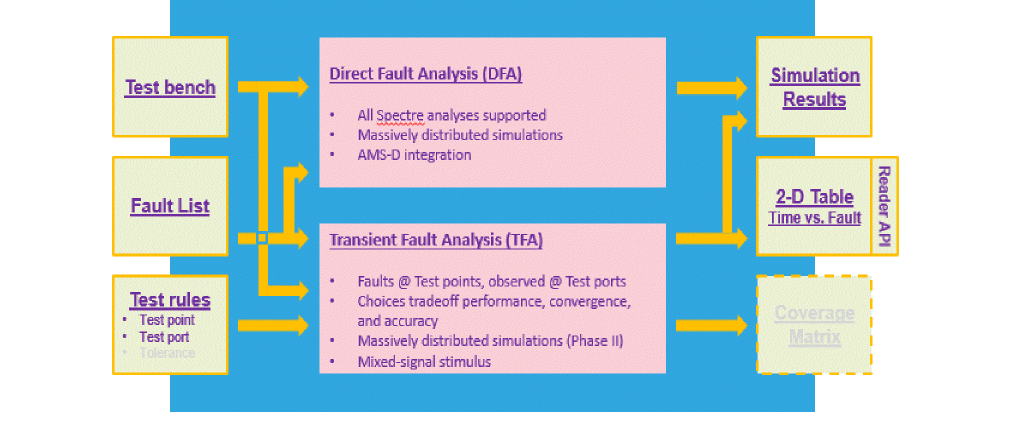 Test bench
Fault List
Test rules
• Test point
• Test port
• Tolerance
Direct Fault Analysis (DFA)
• All Spectre analyses supported
• Massively distributed simulations
• AMS-D integration
Transient Fault Analysis (TFA)
• Faults @ Test points, observed @ Test ports
• Choices tradeoff performance, convergence,
and accuracy
• Massively distributed simulations (Phase II)
• Mixed-signal stimulus
Simulation
Results
2-D Table
Time vs. Fault
Reader API
Coverage
Matrix